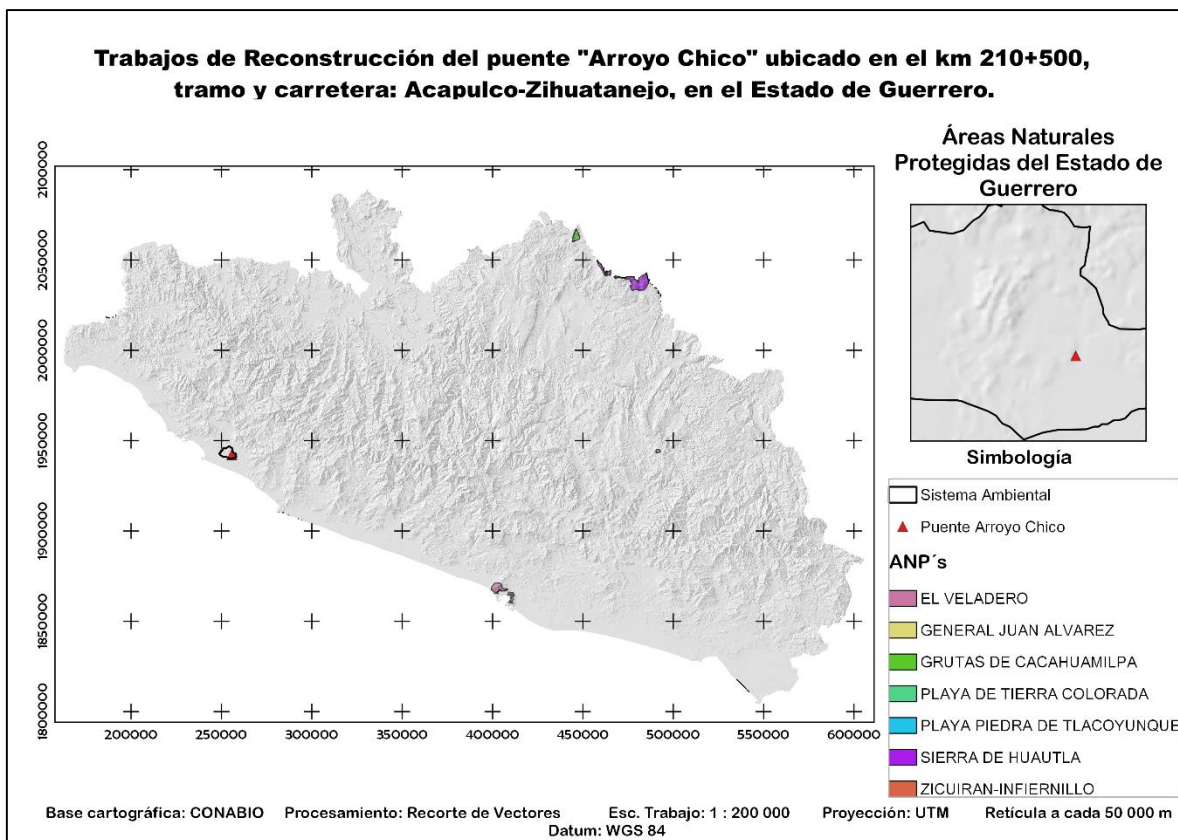 Trabajos de Reconstrucción del puente "Arroyo Chico" ubicado en el km 210+500,
tramo y carretera: Acapulco-Zihuatanejo, en el Estado de Guerrero.
Áreas Naturales
Protegidas del Estado de
Guerrero
2100000
2050000
2000000
1950000
1900000
1850000
1800000
200000
250000
300000
350000
400000
450000
500000
550000
600000
Simbología
Sistema Ambiental
Puente Arroyo Chico
ANP´s
EL VELADERO
GENERAL JUAN ALVAREZ
GRUTAS DE CACAHUAMILPA
PLAYA DE TIERRA COLORADA
PLAYA PIEDRA DE TLACOYUNQUE
SIERRA DE HUAUTLA
ZICUIRAN-INFIERNILLO
Base cartográfica: CONABIO Procesamiento: Recorte de Vectores Esc. Trabajo: 1 : 200 000 Proyección: UTM Retícula a cada 50 000 m
Datum: WGS 84